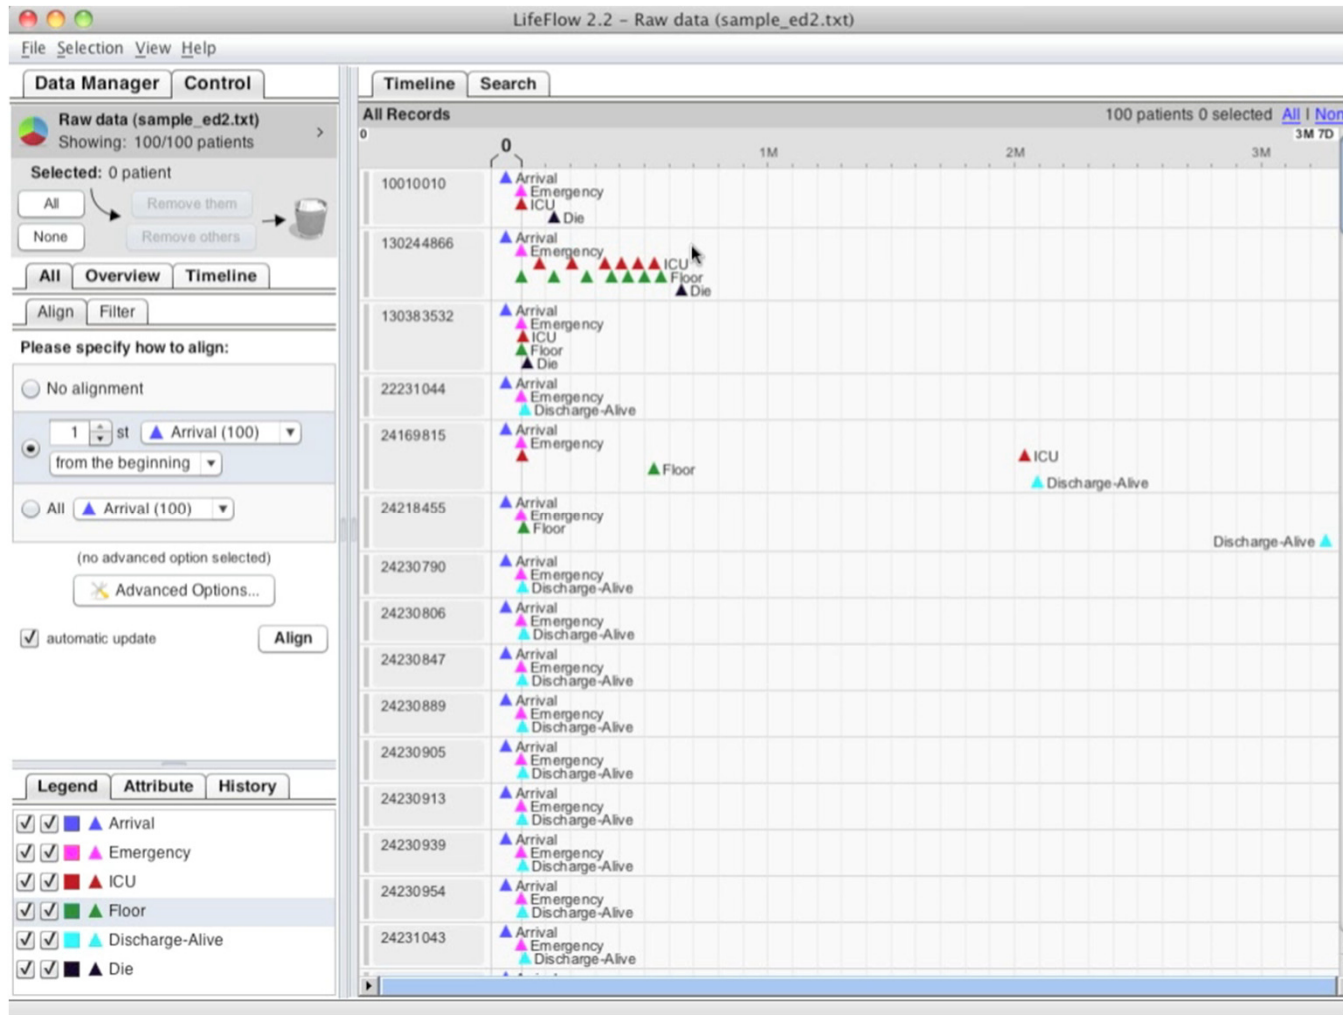 LifeFlow 2.2 – Raw data (sample_ed2.txt)
File Selection View Help
Data Manager Control
Raw data (sample_ed2.txt)
Showing: 100/100 patients
Selected: 0 patient
All Remove them
None Remove others
All Overview Timeline
Align Filter
Please specify how to align:
No alignment
1 st Arrival (100)
from the beginning
All Arrival (100)
(no advanced option selected)
Advanced Options...
automatic update Align
Legend Attribute History
Arrival
Emergency
ICU
Floor
Discharge-Alive
Die
Timeline Search
All Records 100 patients 0 selected All | Non
0 3M 7D
0 1M 2M 3M
10010010 Arrival
Emergency
ICU
Die
130244866 Arrival
Emergency
ICU
Floor
Die
130383532 Arrival
Emergency
ICU
Floor
Die
22231044 Arrival
Emergency
Discharge-Alive
24169815 Arrival
Emergency
ICU
Floor
Discharge-Alive
24218455 Arrival
Emergency
Floor
Discharge-Alive
24230790 Arrival
Emergency
Discharge-Alive
24230806 Arrival
Emergency
Discharge-Alive
24230847 Arrival
Emergency
Discharge-Alive
24230889 Arrival
Emergency
Discharge-Alive
24230905 Arrival
Emergency
Discharge-Alive
24230913 Arrival
Emergency
Discharge-Alive
24230939 Arrival
Emergency
Discharge-Alive
24230954 Arrival
Emergency
Discharge-Alive
24231043 Arrival
Emergency
Discharge-Alive